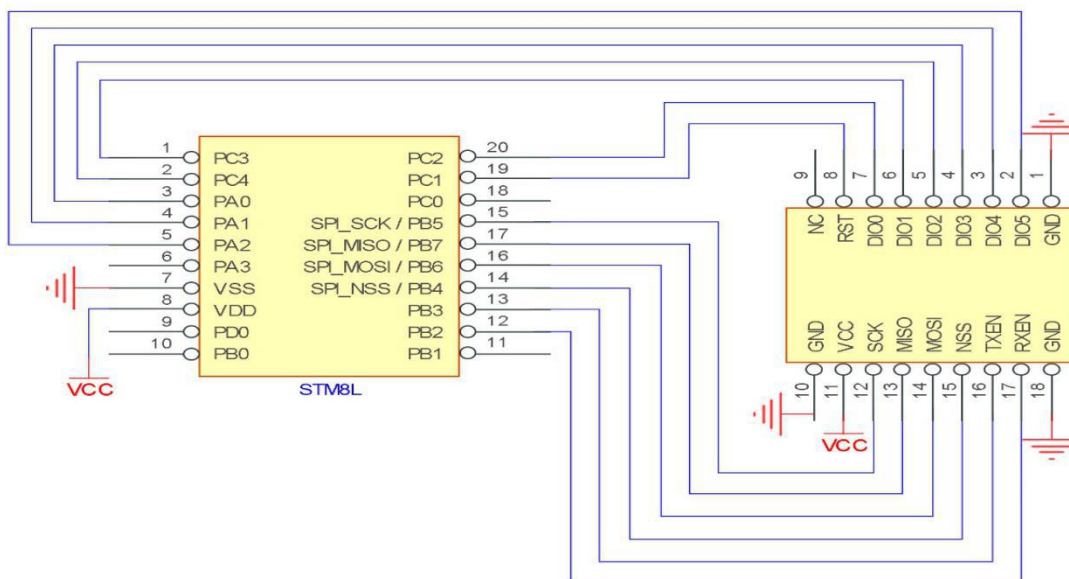 1 PC3 PC2 20
2 PC4 PC1 19
3 PA0 PC0 18
4 PA1 SPI_SCK / PB5 15
5 PA2 SPI_MISO / PB7 17
6 PA3 SPI_MOSI / PB6 16
7 VSS SPI_NSS / PB4 14
8 VDD PB3 13
9 PD0 PB2 12
10 PB0 PB1 11
VCC
STM8L
9 8 7 6 5 4 3 2 1
NC RST DIO0 DIO1 DIO2 DIO3 DIO4 DIO5 GND
GND VCC SCK MISO MOSI NSS TXEN RXEN GND
10 11 12 13 14 15 16 17 18
VCC